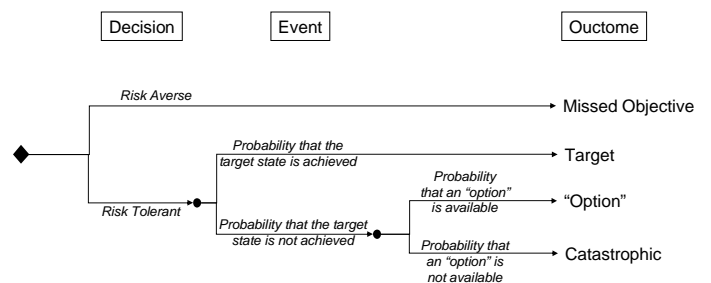 Decision
Event
Ouctome
Risk Averse
Missed Objective
Probability that the
target state is achieved
Target
Risk Tolerant
Probability that the target
state is not achieved
Probability
that an “option”
is available
“Option”
Probability that
an “option” is
not available
Catastrophic